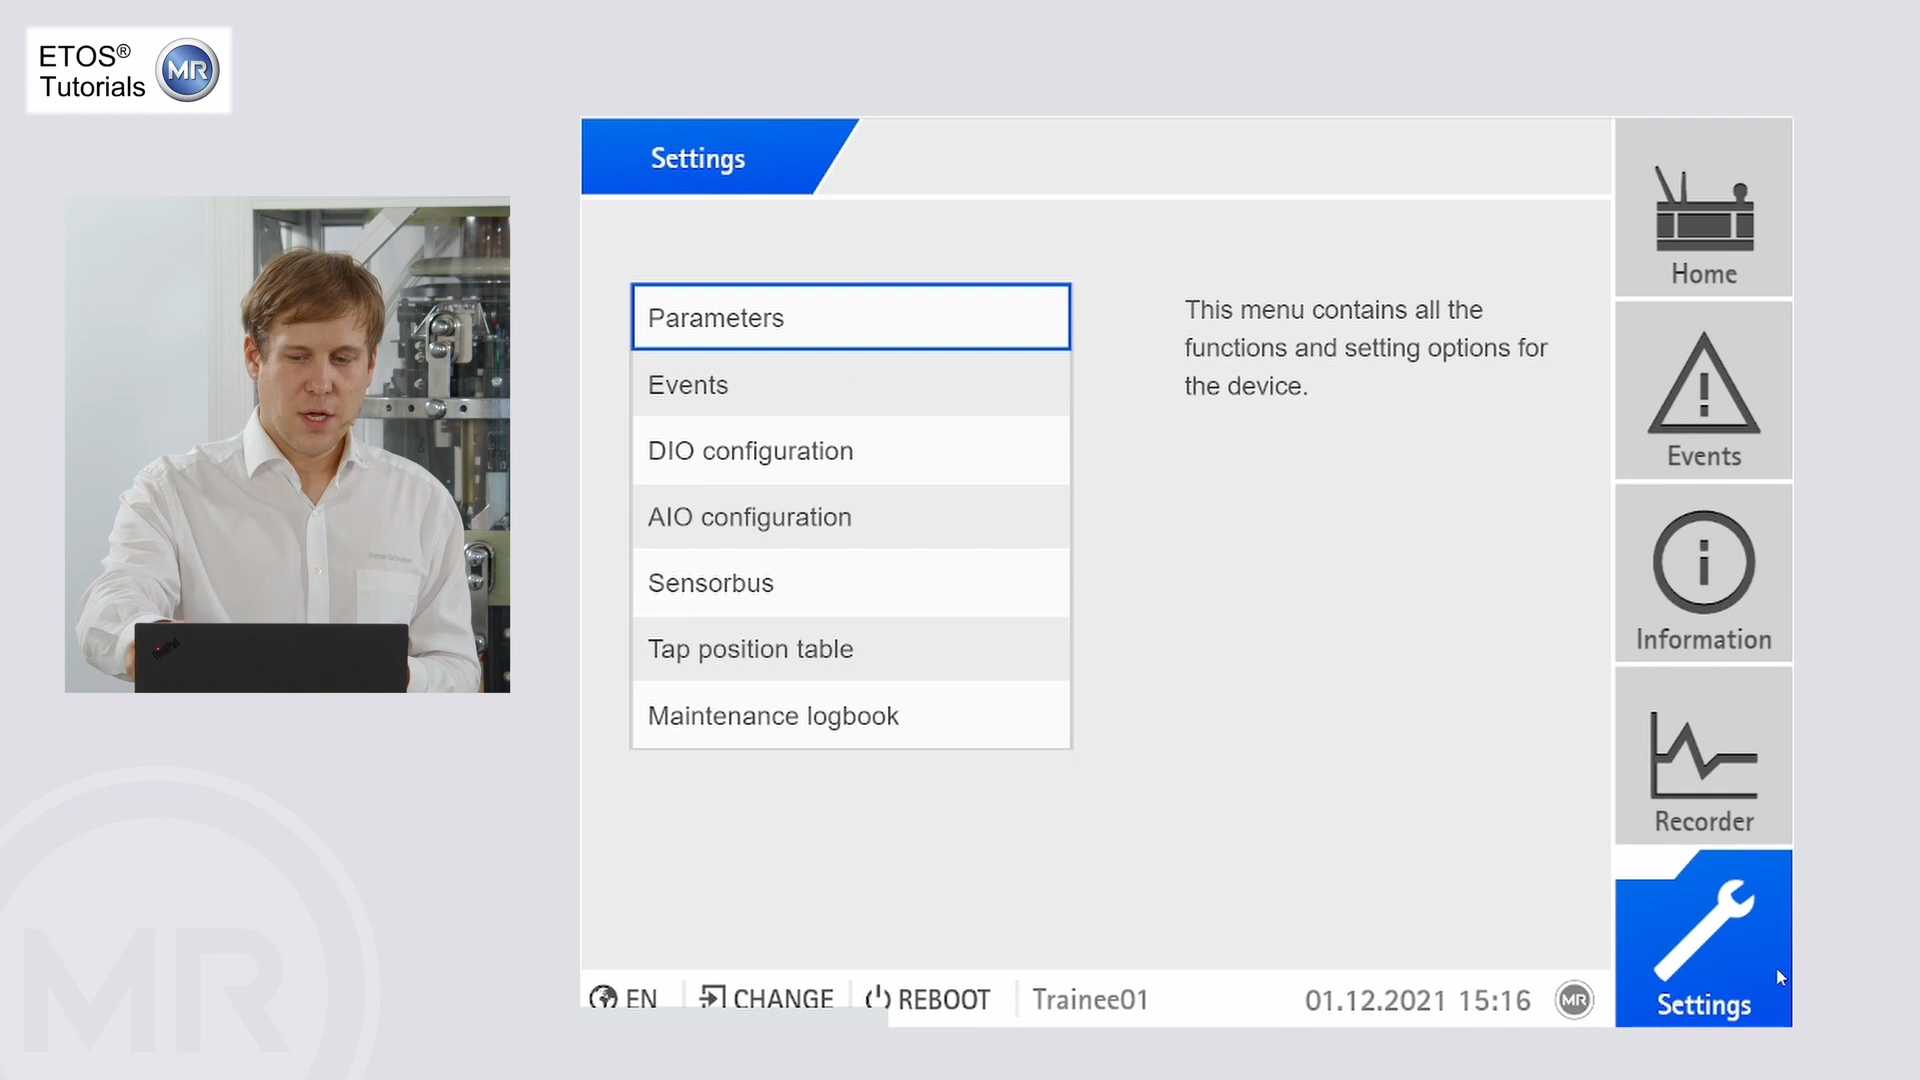 ETOS®
Tutorials
MR
Settings
Parameters
Events
DIO configuration
AIO configuration
Sensorbus
Tap position table
Maintenance logbook
This menu contains all the
functions and setting options for
the device.
Home
Events
Information
Recorder
Settings
EN
CHANGE
REBOOT
Trainee01
01.12.2021 15:16
MR
MR